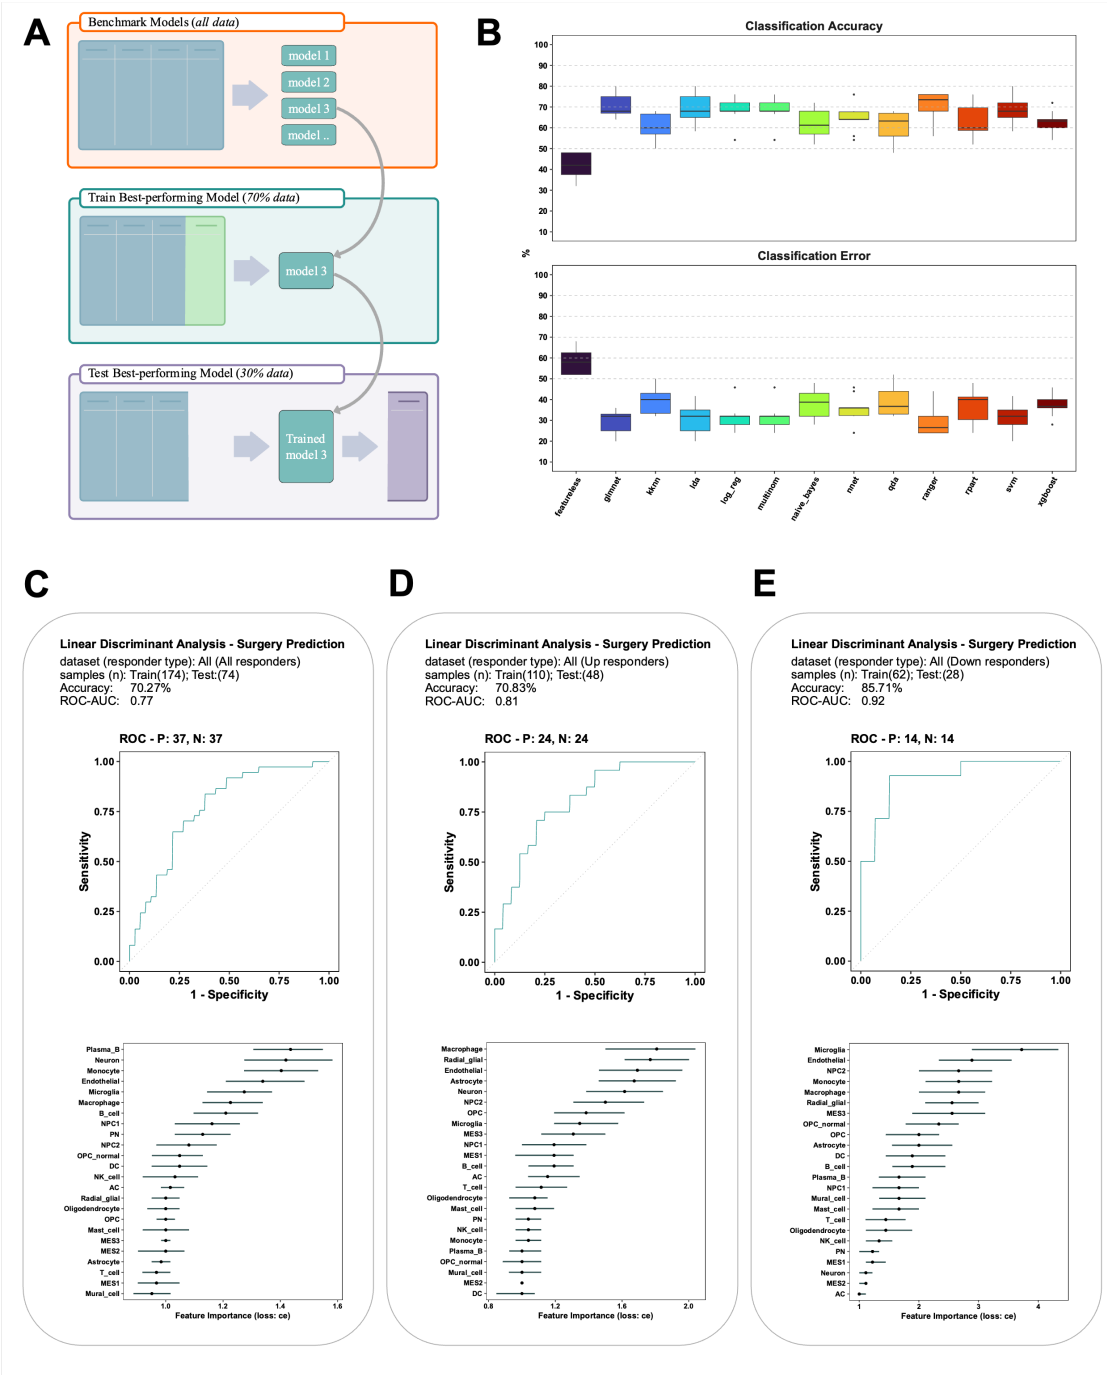 A
Benchmark Models (all data)
model 1
model 2
model 3
model ..
Train Best-performing Model (70% data)
model 3
Test Best-performing Model (30% data)
Trained
model 3
B
Classification Accuracy
100
90
80
70
60
50
40
30
20
10
%
Classification Error
100
90
80
70
60
50
40
30
20
10
featureless
glmnet
kknn
lda
log_reg
multinom
naive_bayes
nnet
qda
ranger
rpart
svm
xgboost
C
Linear Discriminant Analysis - Surgery Prediction
dataset (responder type): All (All responders)
samples (n): Train(174); Test:(74)
Accuracy: 70.27%
ROC-AUC: 0.77
ROC - P: 37, N: 37
Sensitivity
1.00
0.75
0.50
0.25
0.00
0.00 0.25 0.50 0.75 1.00
1 - Specificity
Plasma_B
Neuron
Monocyte
Endothelial
Microglia
Macrophage
B_cell
NPC1
PN
NPC2
OPC_normal
DC
NK_cell
AC
Radial_glial
Oligodendrocyte
OPC
Mast_cell
MES3
MES2
Astrocyte
T_cell
MES1
Mural_cell
1.0 1.2 1.4 1.6
Feature Importance (loss: ce)
D
Linear Discriminant Analysis - Surgery Prediction
dataset (responder type): All (Up responders)
samples (n): Train(110); Test:(48)
Accuracy: 70.83%
ROC-AUC: 0.81
ROC - P: 24, N: 24
Sensitivity
1.00
0.75
0.50
0.25
0.00
0.00 0.25 0.50 0.75 1.00
1 - Specificity
Macrophage
Radial_glial
Endothelial
Astrocyte
Neuron
NPC2
OPC
Microglia
MES3
NPC1
MES1
B_cell
AC
T_cell
Oligodendrocyte
Mast_cell
PN
NK_cell
Monocyte
Plasma_B
OPC_normal
Mural_cell
MES2
DC
0.8 1.2 1.6 2.0
Feature Importance (loss: ce)
E
Linear Discriminant Analysis - Surgery Prediction
dataset (responder type): All (Down responders)
samples (n): Train(62); Test:(28)
Accuracy: 85.71%
ROC-AUC: 0.92
ROC - P: 14, N: 14
Sensitivity
1.00
0.75
0.50
0.25
0.00
0.00 0.25 0.50 0.75 1.00
1 - Specificity
Microglia
Endothelial
NPC2
Monocyte
Macrophage
Radial_glial
MES3
OPC_normal
OPC
Astrocyte
DC
B_cell
Plasma_B
NPC1
Mural_cell
Mast_cell
T_cell
Oligodendrocyte
NK_cell
PN
MES1
Neuron
MES2
AC
1 2 3 4
Feature Importance (loss: ce)